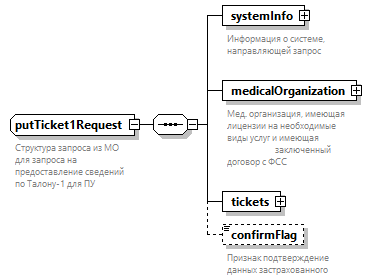 systemInfo
Информация о системе,
направляющей запрос
medicalOrganization
Мед. организация, имеющая
лицензии на необходимые
виды услуг и имеющая
заключенный
договор с ФСС
putTicket1Request
Структура запроса из МО
для запроса на
предоставление сведений
по Талону-1 для ПУ
tickets
confirmFlag
Признак подтверждение
данных застрахованного